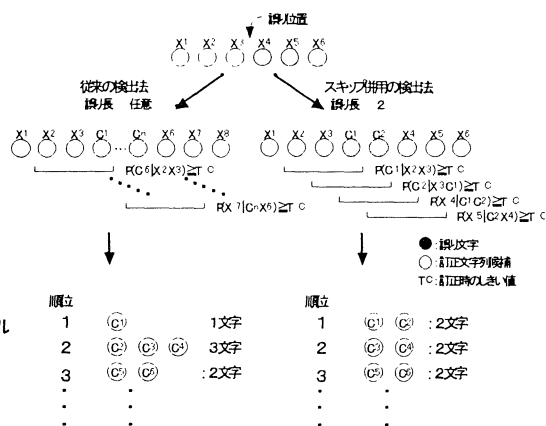 誤り位置
X1 X2 X3 X4 X5 X6
従来の検出法
誤り長 任意
スキップ併用の検出法
誤り長 2
X1 X2 X3 C1 … Cn X6 X7 X8
X1 X2 X3 C1 C2 X4 X5 X6
P(C6|X2X3)≧TC
P(X7|CnX6)≧TC
P(C1|X2X3)≧TC
P(C2|X3C1)≧TC
P(X4|C1C2)≧TC
P(X5|C2X4)≧TC
●:誤り文字
○:訂正文字列候補
TC:訂正時のしきい値
順位
1 C1 1文字
2 C2 C3 C4 3文字
3 C5 C6 :2文字
順位
1 C1 C2 :2文字
2 C3 C4 :2文字
3 C5 C6 :2文字